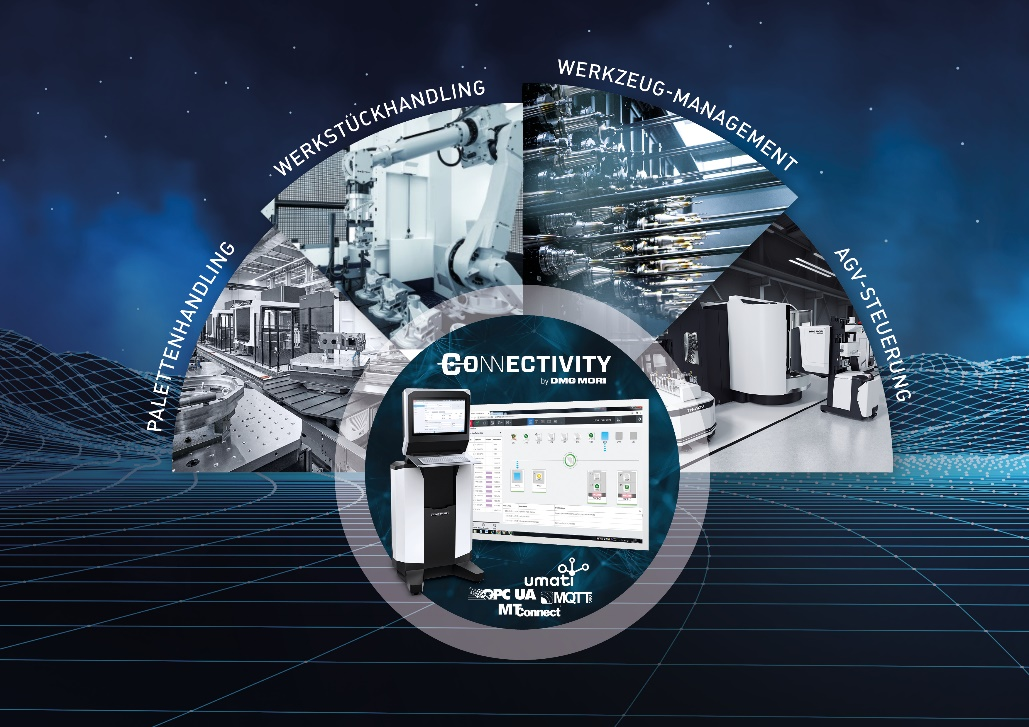 WERKSTÜCKHANDLING
WERKZEUG-MANAGEMENT
PALETTENHANDLING
AGV-STEUERUNG
CONNECTIVITY
by DMG MORI
umati
OPC UA
MQTT
MTConnect